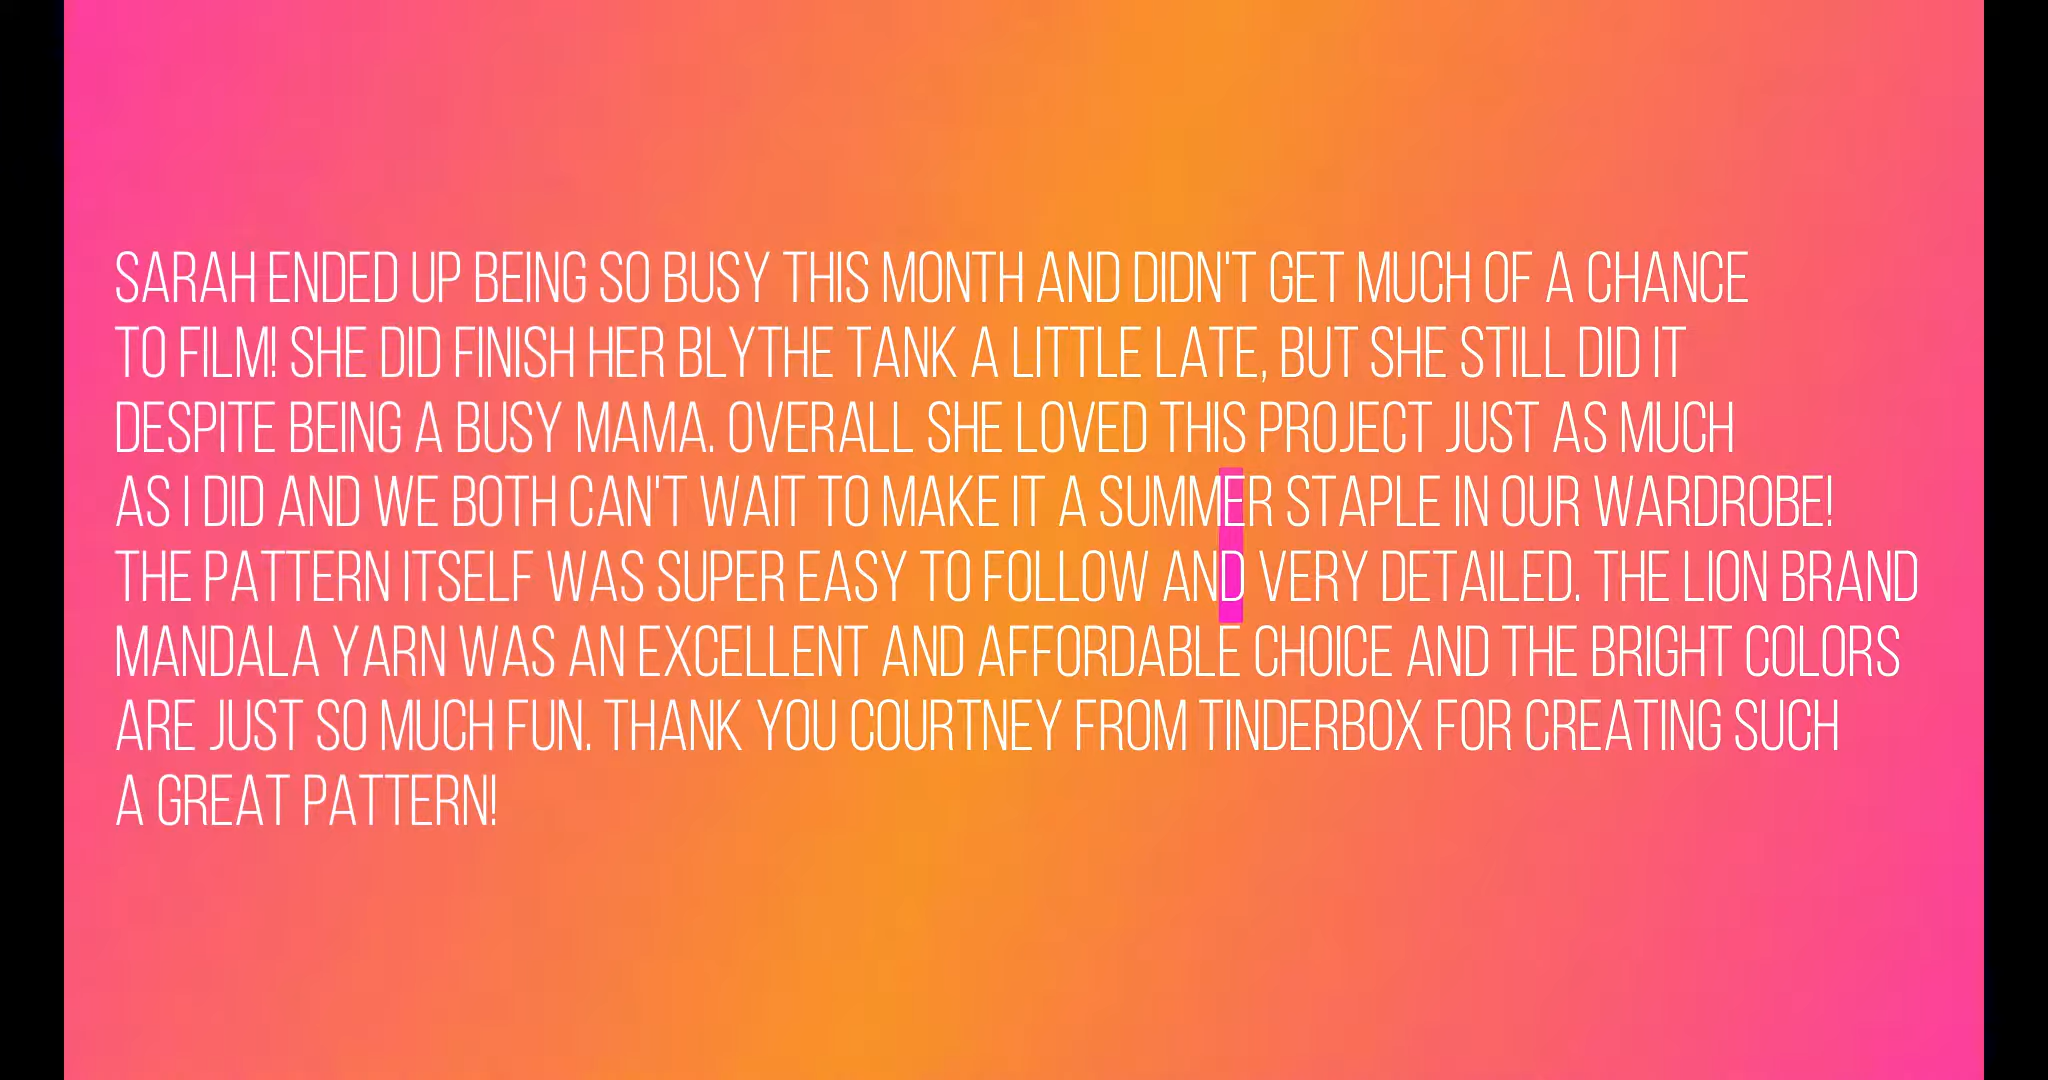 SARAH ENDED UP BEING SO BUSY THIS MONTH AND DIDN'T GET MUCH OF A CHANCE
TO FILM! SHE DID FINISH HER BLYTHE TANK A LITTLE LATE, BUT SHE STILL DID IT
DESPITE BEING A BUSY MAMA. OVERALL SHE LOVED THIS PROJECT JUST AS MUCH
AS I DID AND WE BOTH CAN'T WAIT TO MAKE IT A SUMMER STAPLE IN OUR WARDROBE!
THE PATTERN ITSELF WAS SUPER EASY TO FOLLOW AND VERY DETAILED. THE LION BRAND
MANDALA YARN WAS AN EXCELLENT AND AFFORDABLE CHOICE AND THE BRIGHT COLORS
ARE JUST SO MUCH FUN. THANK YOU COURTNEY FROM TINDERBOX FOR CREATING SUCH
A GREAT PATTERN!